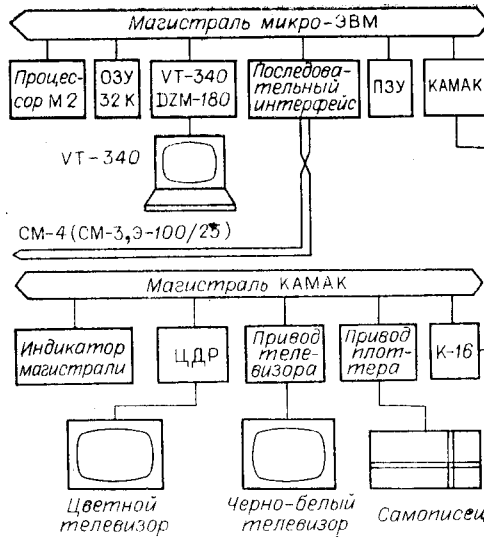 Магистраль микро-ЭВМ
Процес-
сор М2
ОЗУ
32 К
VT-340
DZM-180
Последова-
тельный
интерфейс
ПЗУ
КАМАК
VT-340
СМ-4 (СМ-3, Э-100/25)
Магистраль КАМАК
Индикатор
магистрали
ЦДР
Привод
теле-
визора
Привод
плот-
тера
К-16
Цветной
телевизор
Черно-белый
телевизор
Самописец